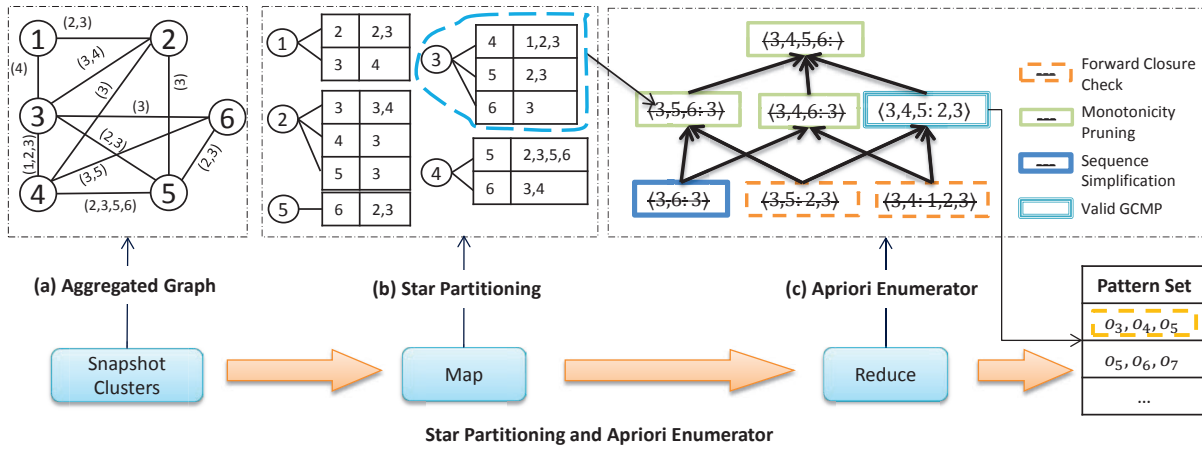 (2,3)
1
2
(4)
(3,4)
(3)
(3)
3
(3)
6
(1,2,3)
(2,3)
(3,5)
(2,3)
4
5
(2,3,5,6)
1
2 2,3
3 4
2
3 3,4
4 3
5 3
5
6 2,3
3
4 1,2,3
5 2,3
6 3
4
5 2,3,5,6
6 3,4
⟨3,4,5,6: ⟩
⟨3,5,6: 3⟩
⟨3,4,6: 3⟩
⟨3,4,5: 2,3⟩
⟨3,6: 3⟩
⟨3,5: 2,3⟩
⟨3,4: 1,2,3⟩
--- Forward Closure
Check
--- Monotonicity
Pruning
--- Sequence
Simplification
Valid GCMP
(a) Aggregated Graph
(b) Star Partitioning
(c) Apriori Enumerator
Snapshot
Clusters
Map
Reduce
Pattern Set
o3, o4, o5
o5, o6, o7
...
Star Partitioning and Apriori Enumerator